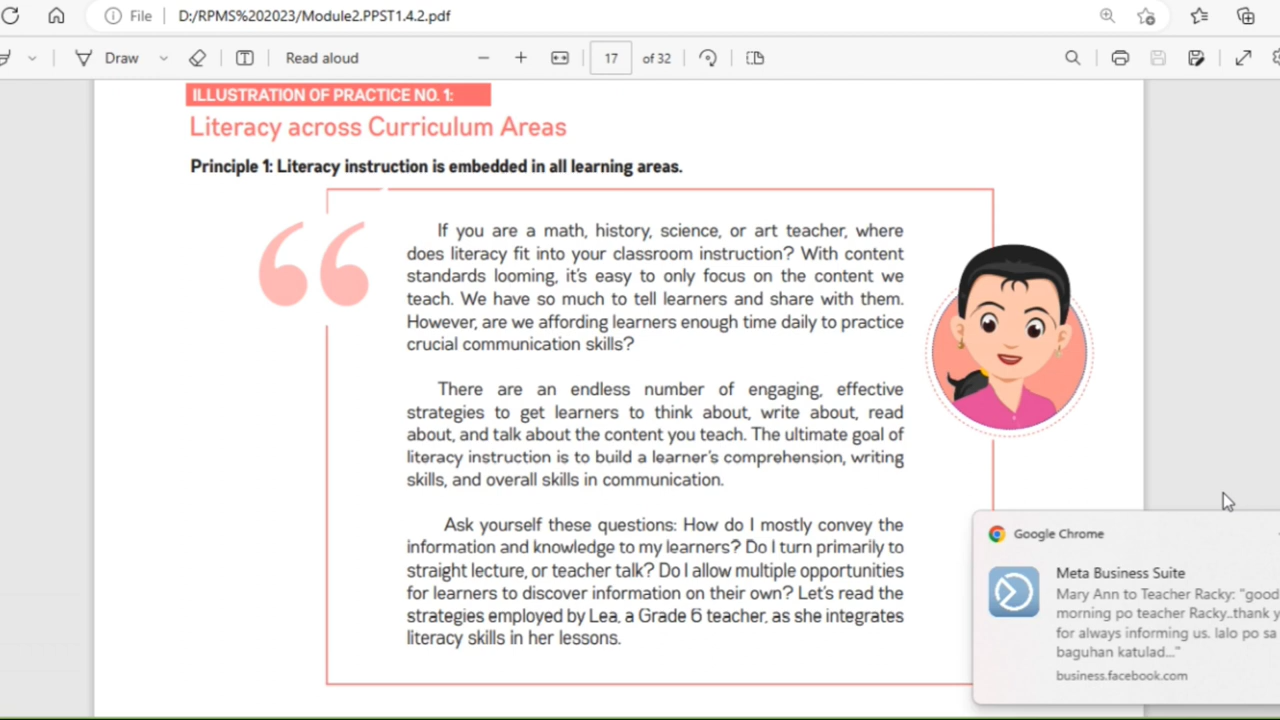 File
D:/RPMS%202023/Module2.PPST1.4.2.pdf
Draw
Read aloud
17
of 32
ILLUSTRATION OF PRACTICE NO. 1:
Literacy across Curriculum Areas
Principle 1: Literacy instruction is embedded in all learning areas.
If you are a math, history, science, or art teacher, where
does literacy fit into your classroom instruction? With content
standards looming, it's easy to only focus on the content we
teach. We have so much to tell learners and share with them.
However, are we affording learners enough time daily to practice
crucial communication skills?
There are an endless number of engaging, effective
strategies to get learners to think about, write about, read
about, and talk about the content you teach. The ultimate goal of
literacy instruction is to build a learner's comprehension, writing
skills, and overall skills in communication.
Ask yourself these questions: How do I mostly convey the
information and knowledge to my learners? Do I turn primarily to
straight lecture, or teacher talk? Do I allow multiple opportunities
for learners to discover information on their own? Let's read the
strategies employed by Lea, a Grade 6 teacher, as she integrates
literacy skills in her lessons.
Google Chrome
Meta Business Suite
Mary Ann to Teacher Racky: "good
morning po teacher Racky..thank y
for always informing us. lalo po sa
baguhan katulad..."
business.facebook.com